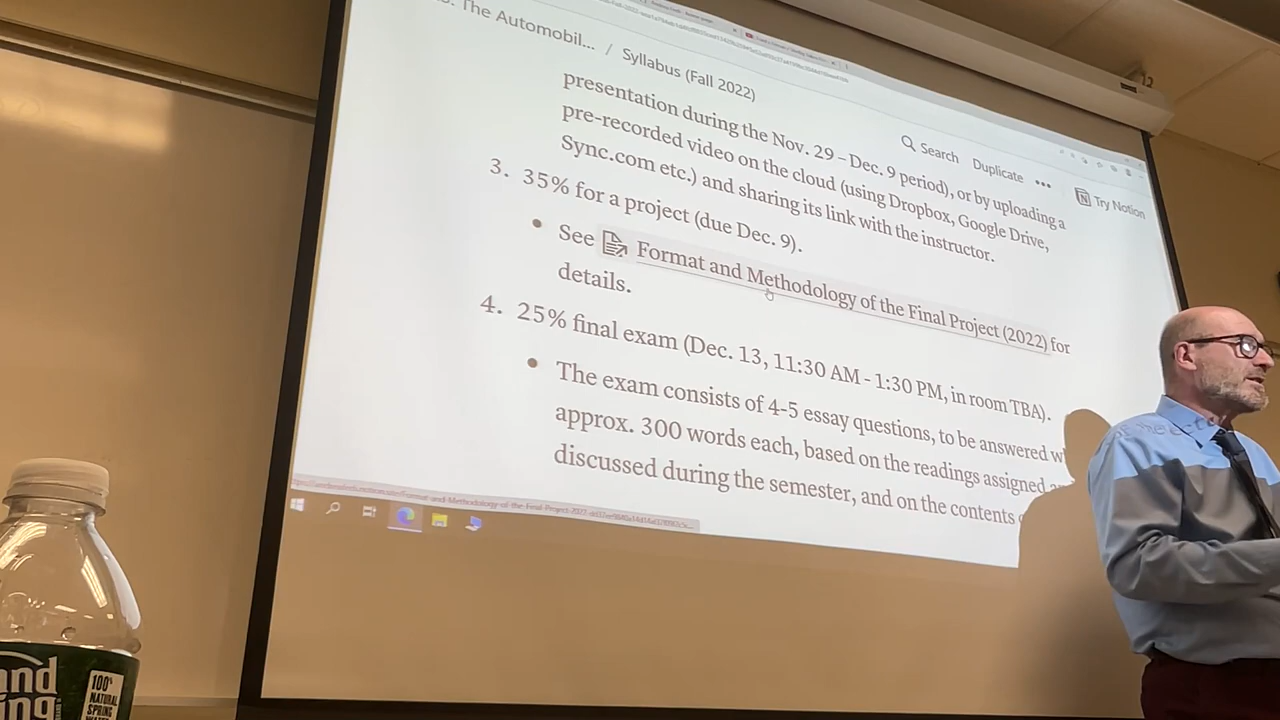 The Automobil... / Syllabus (Fall 2022)
Search Duplicate •••
Try Notion
presentation during the Nov. 29 – Dec. 9 period), or by uploading a
pre-recorded video on the cloud (using Dropbox, Google Drive,
Sync.com etc.) and sharing its link with the instructor.
3. 35% for a project (due Dec. 9).
• See Format and Methodology of the Final Project (2022) for
details.
4. 25% final exam (Dec. 13, 11:30 AM - 1:30 PM, in room TBA).
• The exam consists of 4-5 essay questions, to be answered w
approx. 300 words each, based on the readings assigned
discussed during the semester, and on the contents
100%
NATURAL
SPRING